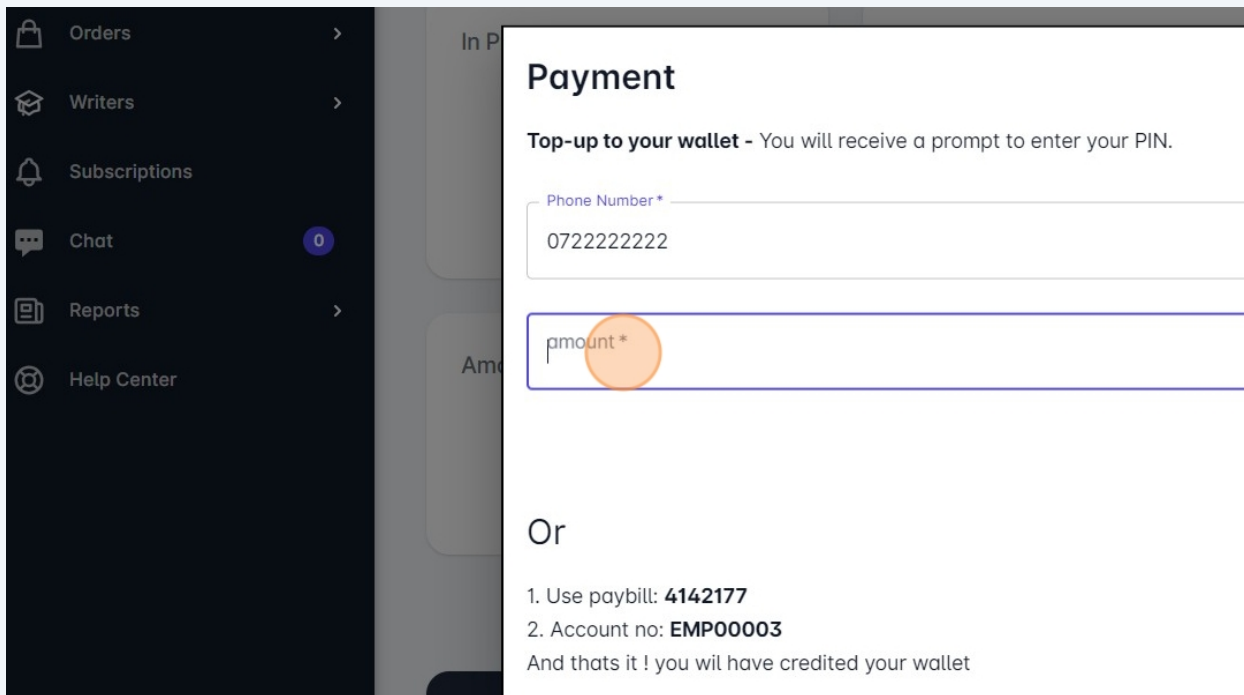 Orders
Writers
Subscriptions
Chat
0
Reports
Help Center
In P
Amo
Payment
Top-up to your wallet - You will receive a prompt to enter your PIN.
Phone Number *
0722222222
amount *
Or
1. Use paybill: 4142177
2. Account no: EMP00003
And thats it ! you wil have credited your wallet